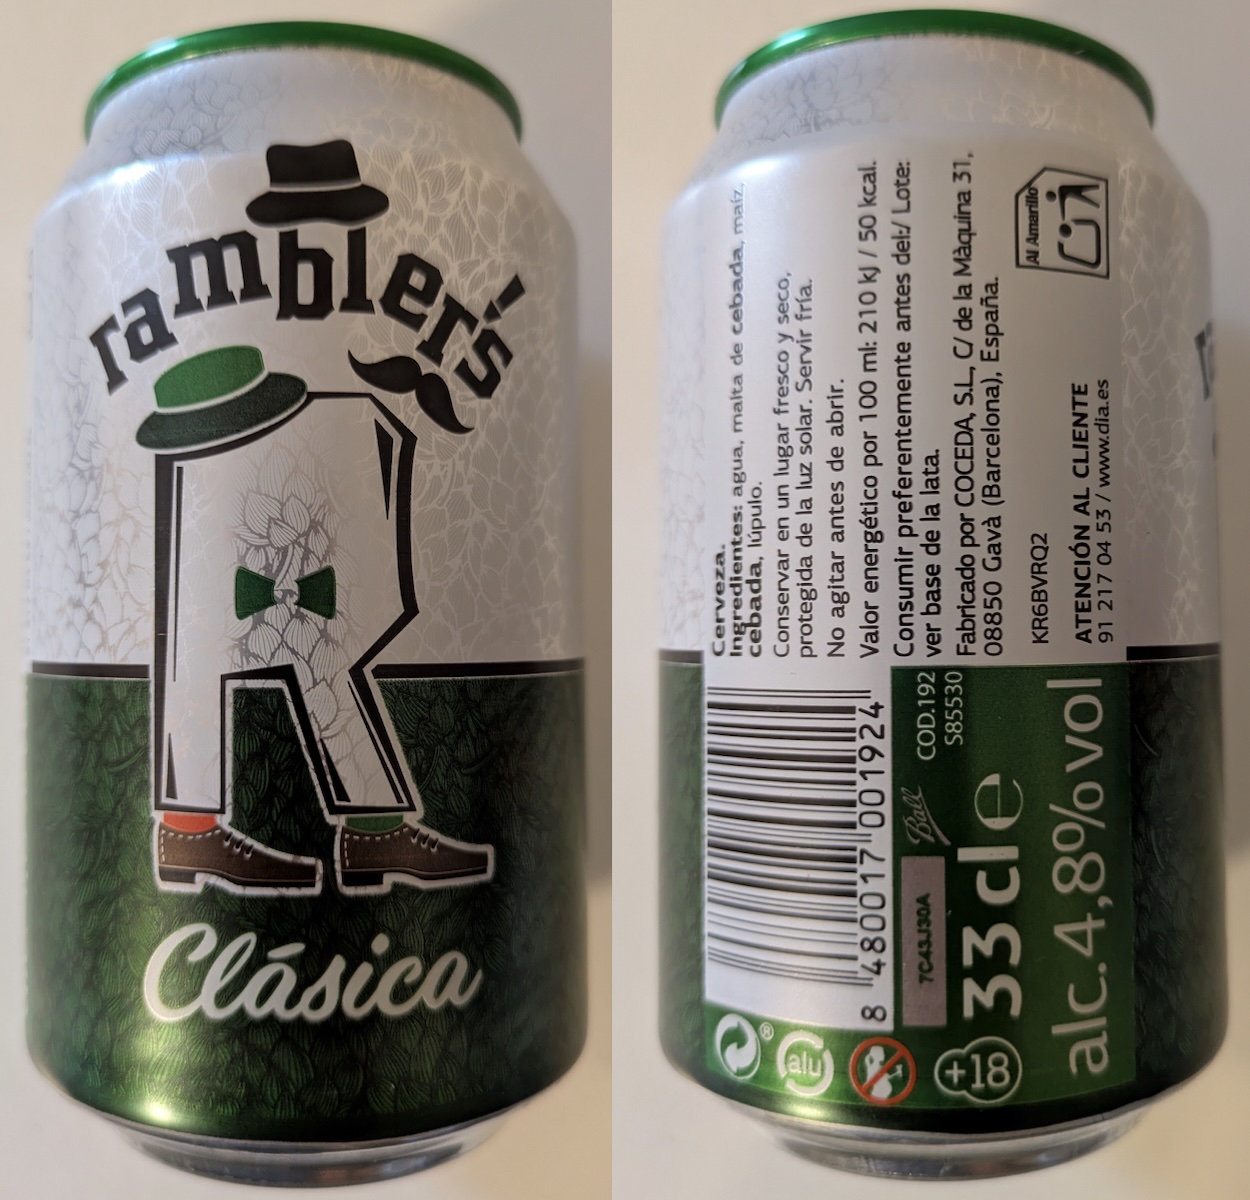 rambler's
Clásica
Cerveza.
Ingredientes: agua, malta de cebada, maíz,
cebada, lúpulo.
Conservar en un lugar fresco y seco,
protegida de la luz solar. Servir fría.
No agitar antes de abrir.
Valor energético por 100 ml: 210 kJ / 50 kcal.
Consumir preferentemente antes del:/ Lote:
ver base de la lata.
Fabricado por COCEDA, S.L, C/ de la Màquina 31,
08850 Gavà (Barcelona), España.
KR6BVRQ2
ATENCIÓN AL CLIENTE
91 217 04 53 / www.dia.es
Al Amarillo
8 480017 001924
7C43J30A
Ball
COD.192
S85530
33 cl e
alc. 4,8% vol
®
alu
+18